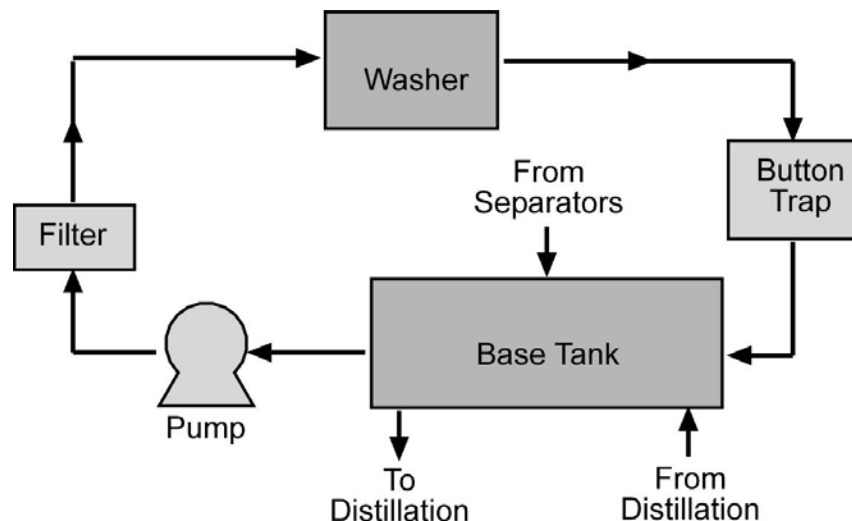 Washer
Button
Trap
From
Separators
Filter
Base Tank
Pump
To
Distillation
From
Distillation